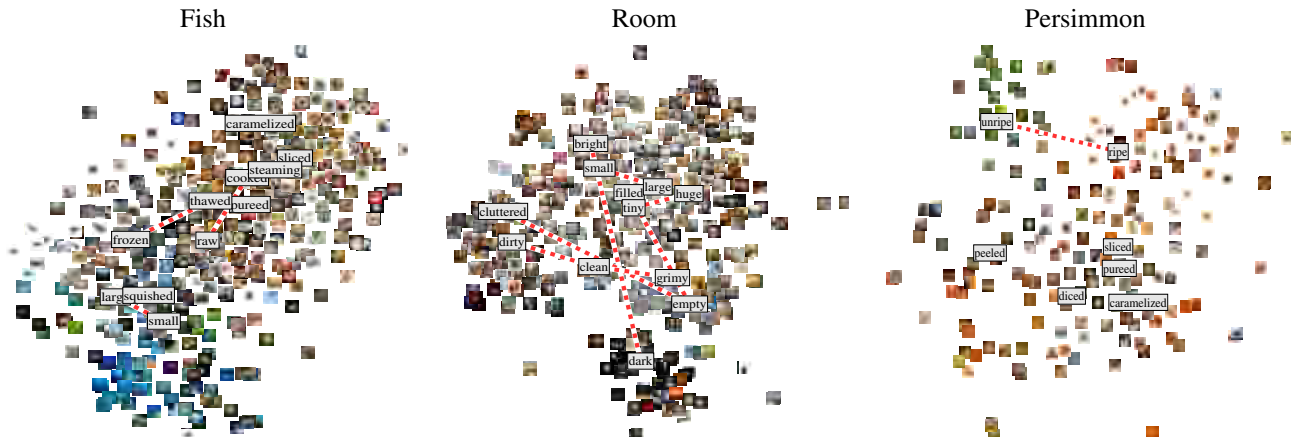 Fish
caramelized
sliced
steaming
cooked
thawed
pureed
frozen
raw
squished
small
Room
bright
small
large
filled
huge
tiny
cluttered
dirty
clean
grimy
empty
dark
Persimmon
unripe
ripe
peeled
sliced
pureed
diced
caramelized